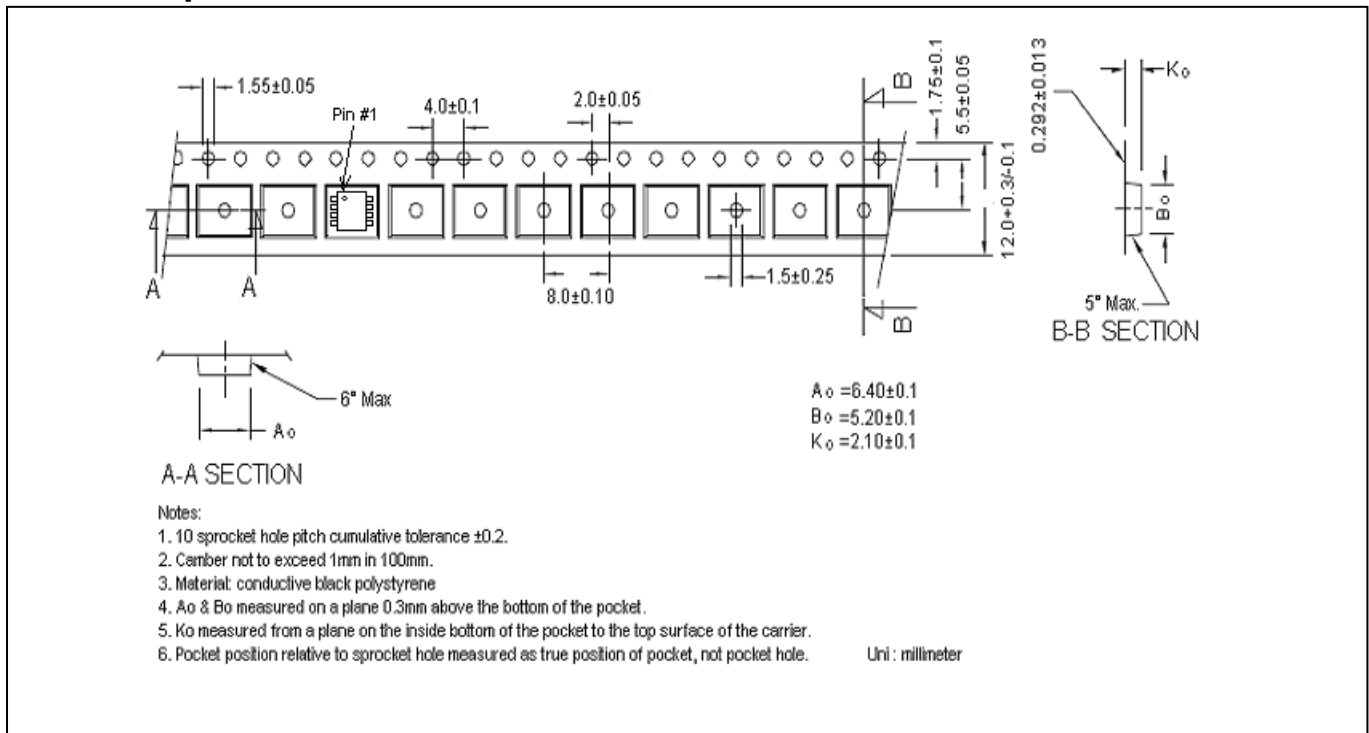 1.55±0.05
Pin #1
4.0±0.1
2.0±0.05
B
1.75±0.1
5.5±0.05
12.0+0.3/-0.1
0.292±0.013
Ko
Bo
5° Max.
B-B SECTION
A
A
8.0±0.10
1.5±0.25
B
6° Max
Ao
A-A SECTION
Ao =6.40±0.1
Bo =5.20±0.1
Ko =2.10±0.1
Notes:
1. 10 sprocket hole pitch cumulative tolerance ±0.2.
2. Camber not to exceed 1mm in 100mm.
3. Material: conductive black polystyrene
4. Ao & Bo measured on a plane 0.3mm above the bottom of the pocket.
5. Ko measured from a plane on the inside bottom of the pocket to the top surface of the carrier.
6. Pocket position relative to sprocket hole measured as true position of pocket, not pocket hole.
Uni : millimeter